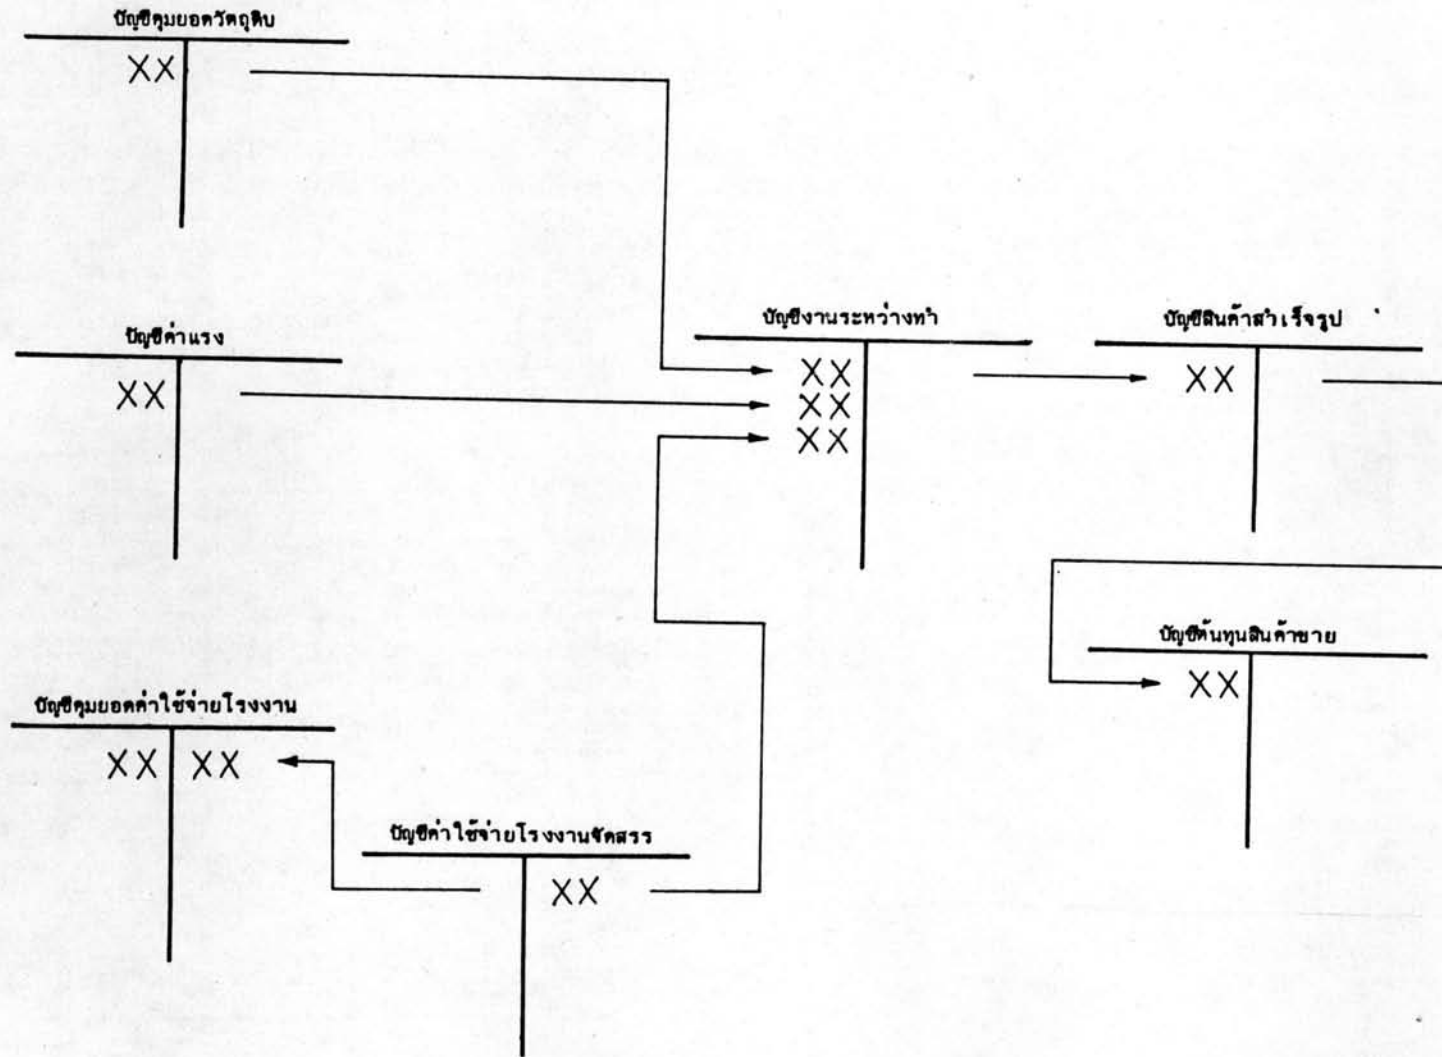 บัญชีคุมยอดวัตถุดิบ
XX
บัญชีค่าแรง
XX
บัญชีงานระหว่างทำ
XX
XX
XX
บัญชีสินค้าสำเร็จรูป
XX
บัญชีต้นทุนสินค้าขาย
XX
บัญชีคุมยอดค่าใช้จ่ายโรงงาน
XX XX
บัญชีค่าใช้จ่ายโรงงานจัดสรร
XX